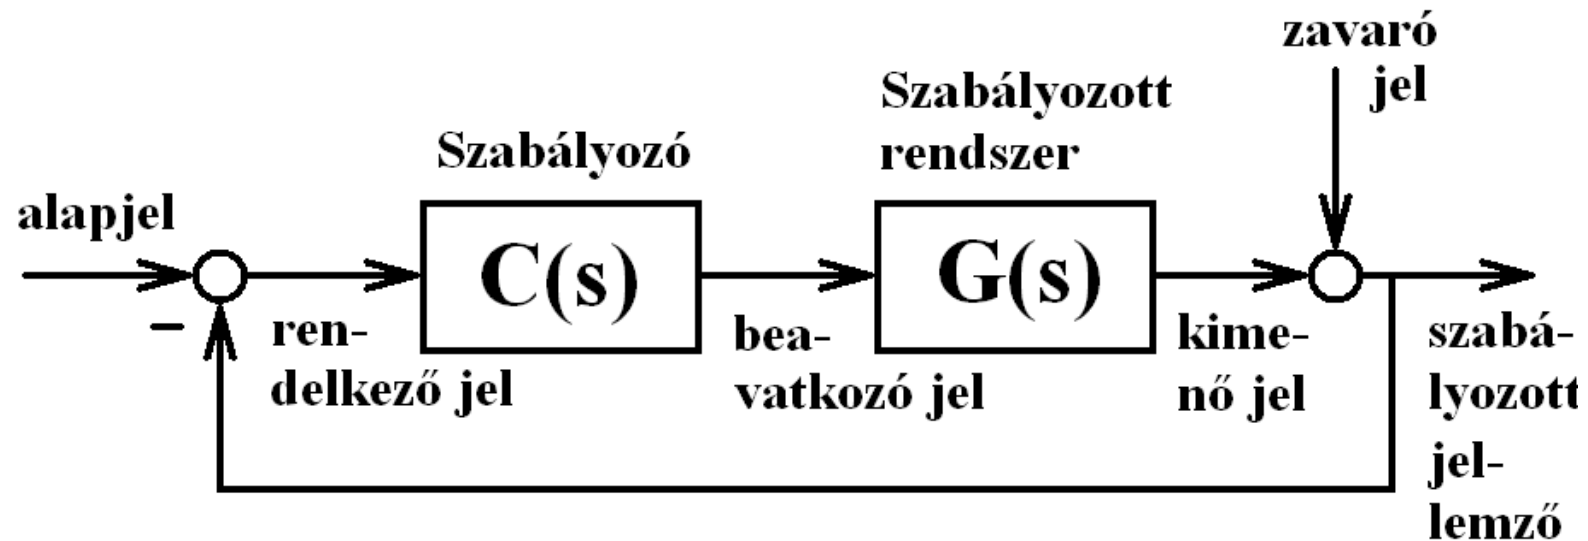 zavaró
jel
Szabályozott
rendszer
Szabályozó
alapjel
C(s)
G(s)
–
ren-
delkező jel
bea-
vatkozó jel
kime-
nő jel
szabá-
lyozott
jel-
lemző